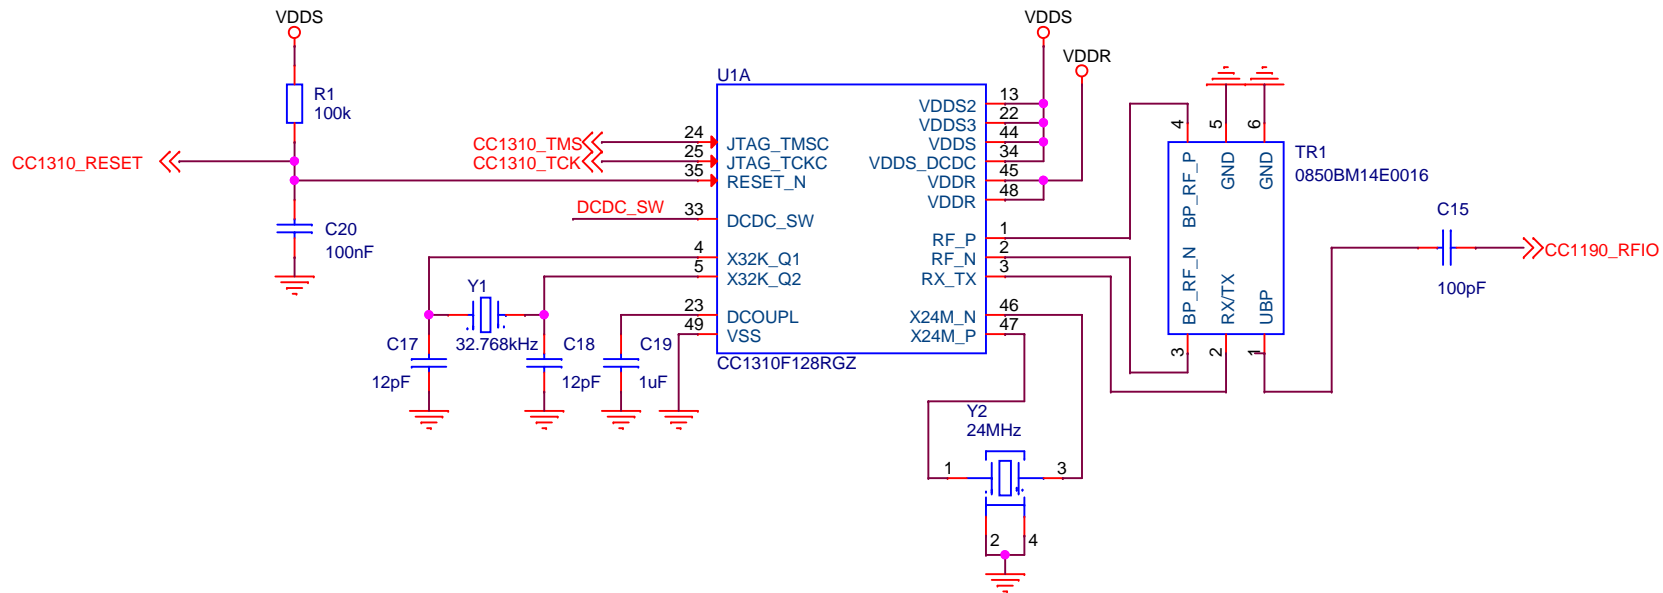 VDDS
VDDS
VDDR
R1
100k
CC1310_RESET
C20
100nF
CC1310_TMS
CC1310_TCK
DCDC_SW
U1A
24
25
35
33
4
5
23
49
JTAG_TMSC
JTAG_TCKC
RESET_N
DCDC_SW
X32K_Q1
X32K_Q2
DCOUPL
VSS
VDDS2
VDDS3
VDDS
VDDS_DCDC
VDDR
VDDR
RF_P
RF_N
RX_TX
X24M_N
X24M_P
13
22
44
34
45
48
1
2
3
46
47
CC1310F128RGZ
Y1
32.768kHz
C17
12pF
C18
12pF
C19
1uF
Y2
24MHz
1
3
2
4
4
5
6
BP_RF_P
GND
GND
BP_RF_N
RX/TX
UBP
3
2
1
TR1
0850BM14E0016
C15
100pF
CC1190_RFIO